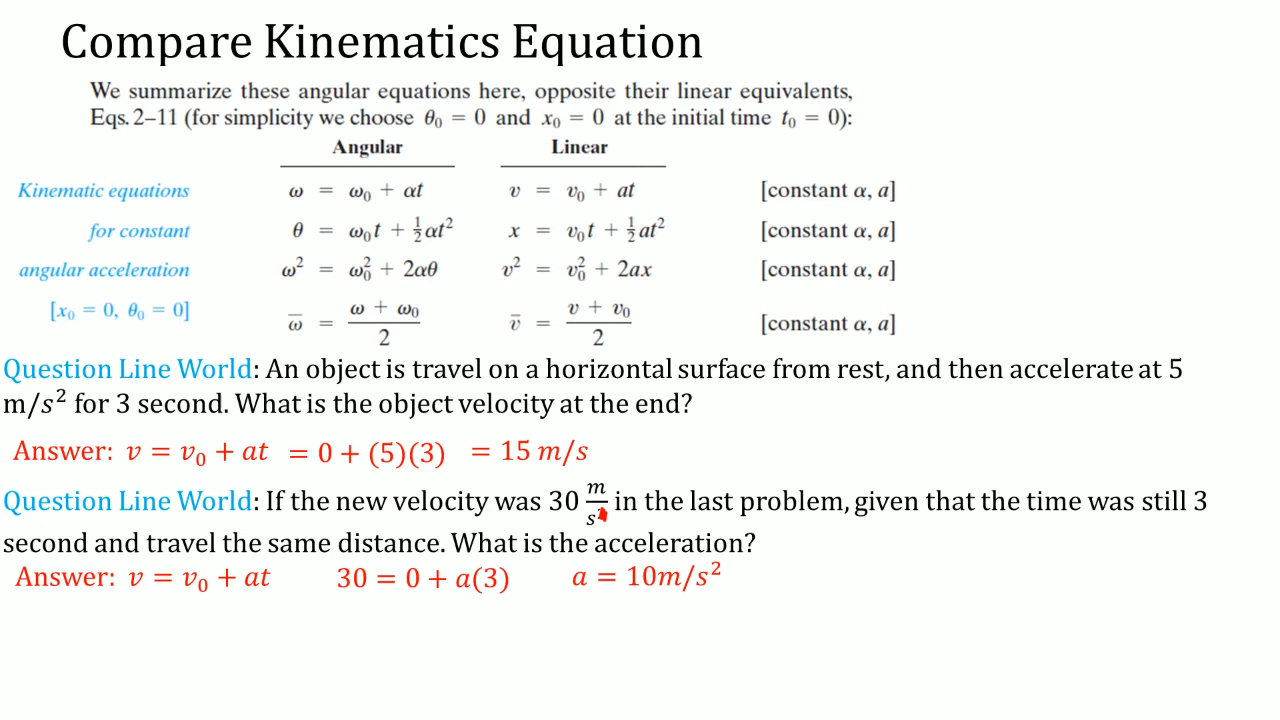 Compare Kinematics Equation
We summarize these angular equations here, opposite their linear equivalents,
Eqs. 2–11 (for simplicity we choose θ₀ = 0 and x₀ = 0 at the initial time t₀ = 0):
Angular Linear
Kinematic equations ω = ω₀ + αt v = v₀ + at [constant α, a]
for constant θ = ω₀t + ½αt² x = v₀t + ½at² [constant α, a]
angular acceleration ω² = ω₀² + 2αθ v² = v₀² + 2ax [constant α, a]
[x₀ = 0, θ₀ = 0] ω̅ = (ω + ω₀)/2 v̅ = (v + v₀)/2 [constant α, a]
Question Line World: An object is travel on a horizontal surface from rest, and then accelerate at 5
m/s² for 3 second. What is the object velocity at the end?
Answer: v = v₀ + at = 0 + (5)(3) = 15 m/s
Question Line World: If the new velocity was 30 m/s in the last problem, given that the time was still 3
second and travel the same distance. What is the acceleration?
Answer: v = v₀ + at 30 = 0 + a(3) a = 10m/s²